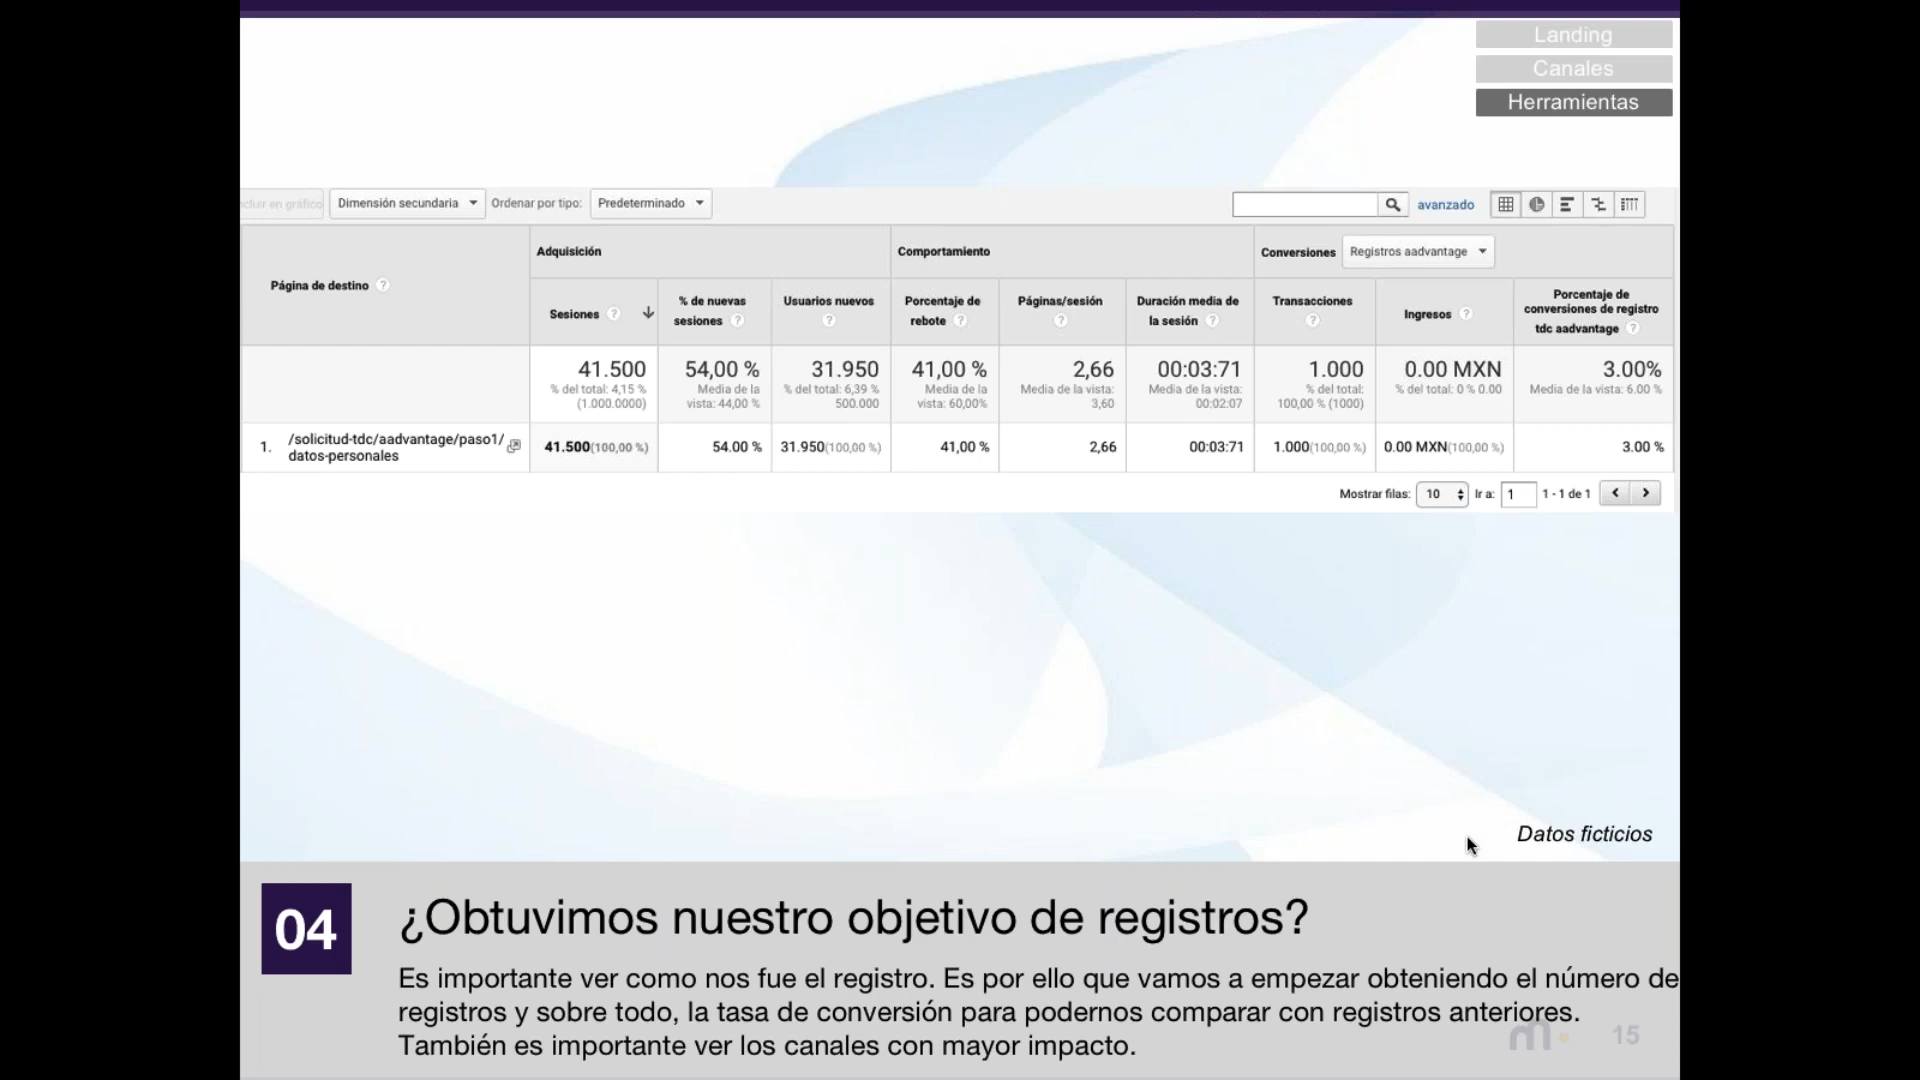 Landing
Canales
Herramientas
Dimensión secundaria
Ordenar por tipo:
Predeterminado
avanzado
Página de destino ?
Adquisición
Comportamiento
Conversiones
Registros aadvantage
Sesiones ?
% de nuevas
sesiones ?
Usuarios nuevos
?
Porcentaje de
rebote ?
Páginas/sesión
?
Duración media de
la sesión ?
Transacciones
?
Ingresos ?
Porcentaje de
conversiones de registro
tdc aadvantage ?
41.500
% del total: 4,15 %
(1.000.0000)
54,00 %
Media de la
vista: 44,00 %
31.950
% del total: 6,39 %
500.000
41,00 %
Media de la
vista: 60,00%
2,66
Media de la vista:
3,60
00:03:71
Media de la vista:
00:02:07
1.000
% del total:
100,00 % (1000)
0.00 MXN
% del total: 0 % 0.00
3.00%
Media de la vista: 6.00 %
1. /solicitud-tdc/aadvantage/paso1/
datos-personales
41.500(100,00 %)
54.00 %
31.950(100,00 %)
41,00 %
2,66
00:03:71
1.000(100,00 %)
0.00 MXN(100,00 %)
3.00 %
Mostrar filas: 10 Ir a: 1 1 - 1 de 1
Datos ficticios
04
¿Obtuvimos nuestro objetivo de registros?
Es importante ver como nos fue el registro. Es por ello que vamos a empezar obteniendo el número de
registros y sobre todo, la tasa de conversión para podernos comparar con registros anteriores.
También es importante ver los canales con mayor impacto.
m
15